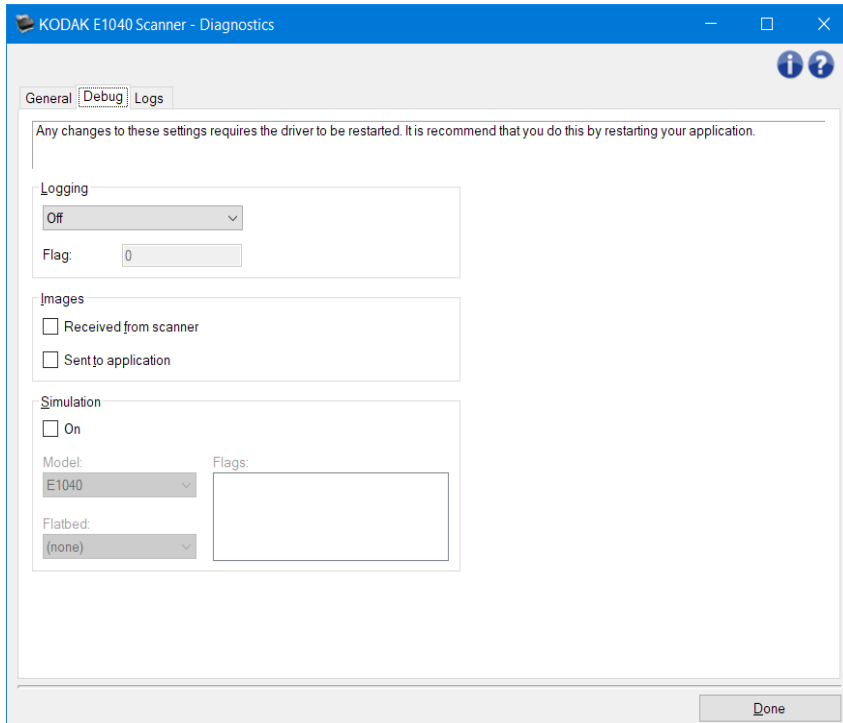 KODAK E1040 Scanner - Diagnostics
General Debug Logs
Any changes to these settings requires the driver to be restarted. It is recommend that you do this by restarting your application.
Logging
Off
Flag: 0
Images
Received from scanner
Sent to application
Simulation
On
Model: Flags:
E1040
Flatbed:
(none)
Done